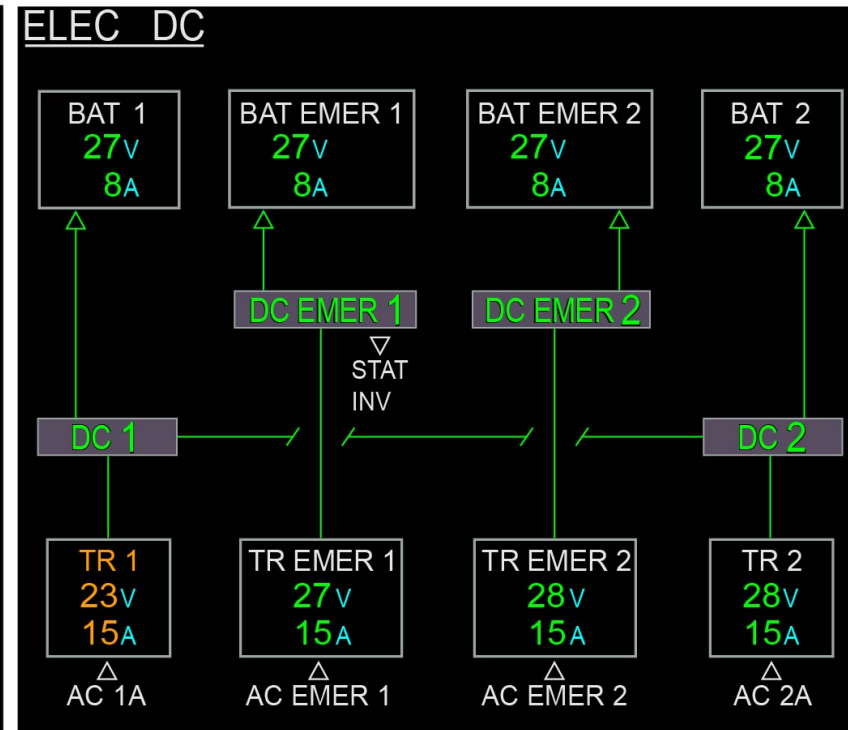 ELEC DC
BAT 1
27V
8A
BAT EMER 1
27V
8A
BAT EMER 2
27V
8A
BAT 2
27V
8A
DC EMER 1
DC EMER 2
STAT
INV
DC 1
DC 2
TR 1
23V
15A
TR EMER 1
27V
15A
TR EMER 2
28V
15A
TR 2
28V
15A
AC 1A
AC EMER 1
AC EMER 2
AC 2A